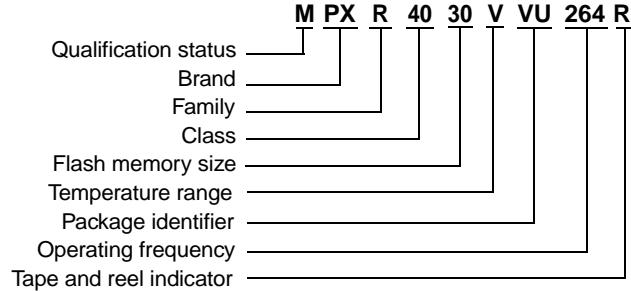 M PX R 40 30 V VU 264 R
Qualification status
Brand
Family
Class
Flash memory size
Temperature range
Package identifier
Operating frequency
Tape and reel indicator